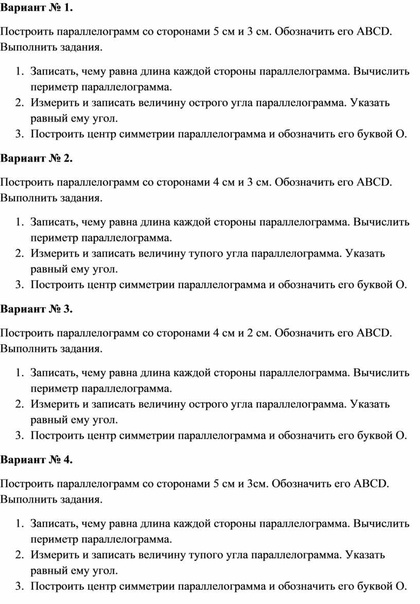 Вариант № 1.
Построить параллелограмм со сторонами 5 см и 3 см. Обозначить его ABCD.
Выполнить задания.
1. Записать, чему равна длина каждой стороны параллелограмма. Вычислить
периметр параллелограмма.
2. Измерить и записать величину острого угла параллелограмма. Указать
равный ему угол.
3. Построить центр симметрии параллелограмма и обозначить его буквой О.
Вариант № 2.
Построить параллелограмм со сторонами 4 см и 3 см. Обозначить его ABCD.
Выполнить задания.
1. Записать, чему равна длина каждой стороны параллелограмма. Вычислить
периметр параллелограмма.
2. Измерить и записать величину тупого угла параллелограмма. Указать
равный ему угол.
3. Построить центр симметрии параллелограмма и обозначить его буквой О.
Вариант № 3.
Построить параллелограмм со сторонами 4 см и 2 см. Обозначить его ABCD.
Выполнить задания.
1. Записать, чему равна длина каждой стороны параллелограмма. Вычислить
периметр параллелограмма.
2. Измерить и записать величину острого угла параллелограмма. Указать
равный ему угол.
3. Построить центр симметрии параллелограмма и обозначить его буквой О.
Вариант № 4.
Построить параллелограмм со сторонами 5 см и 3см. Обозначить его ABCD.
Выполнить задания.
1. Записать, чему равна длина каждой стороны параллелограмма. Вычислить
периметр параллелограмма.
2. Измерить и записать величину тупого угла параллелограмма. Указать
равный ему угол.
3. Построить центр симметрии параллелограмма и обозначить его буквой О.